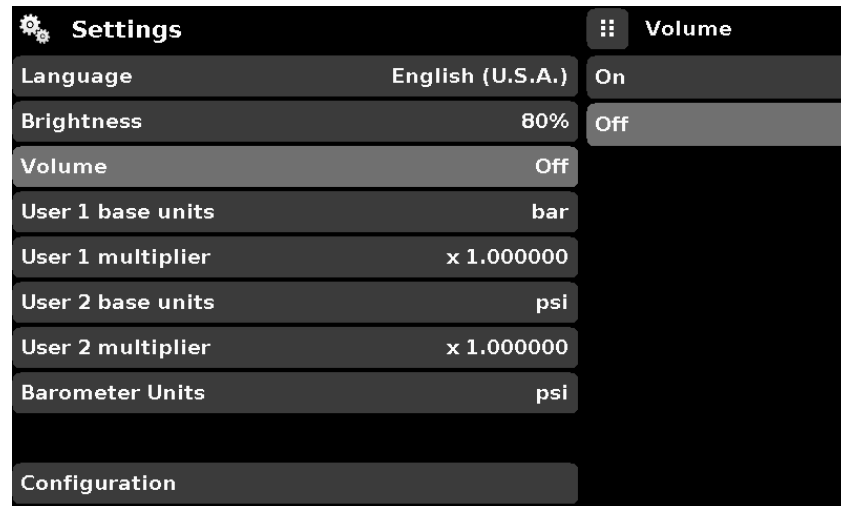 Settings
Language English (U.S.A.)
Brightness 80%
Volume Off
User 1 base units bar
User 1 multiplier x 1.000000
User 2 base units psi
User 2 multiplier x 1.000000
Barometer Units psi
Configuration
Volume
On
Off